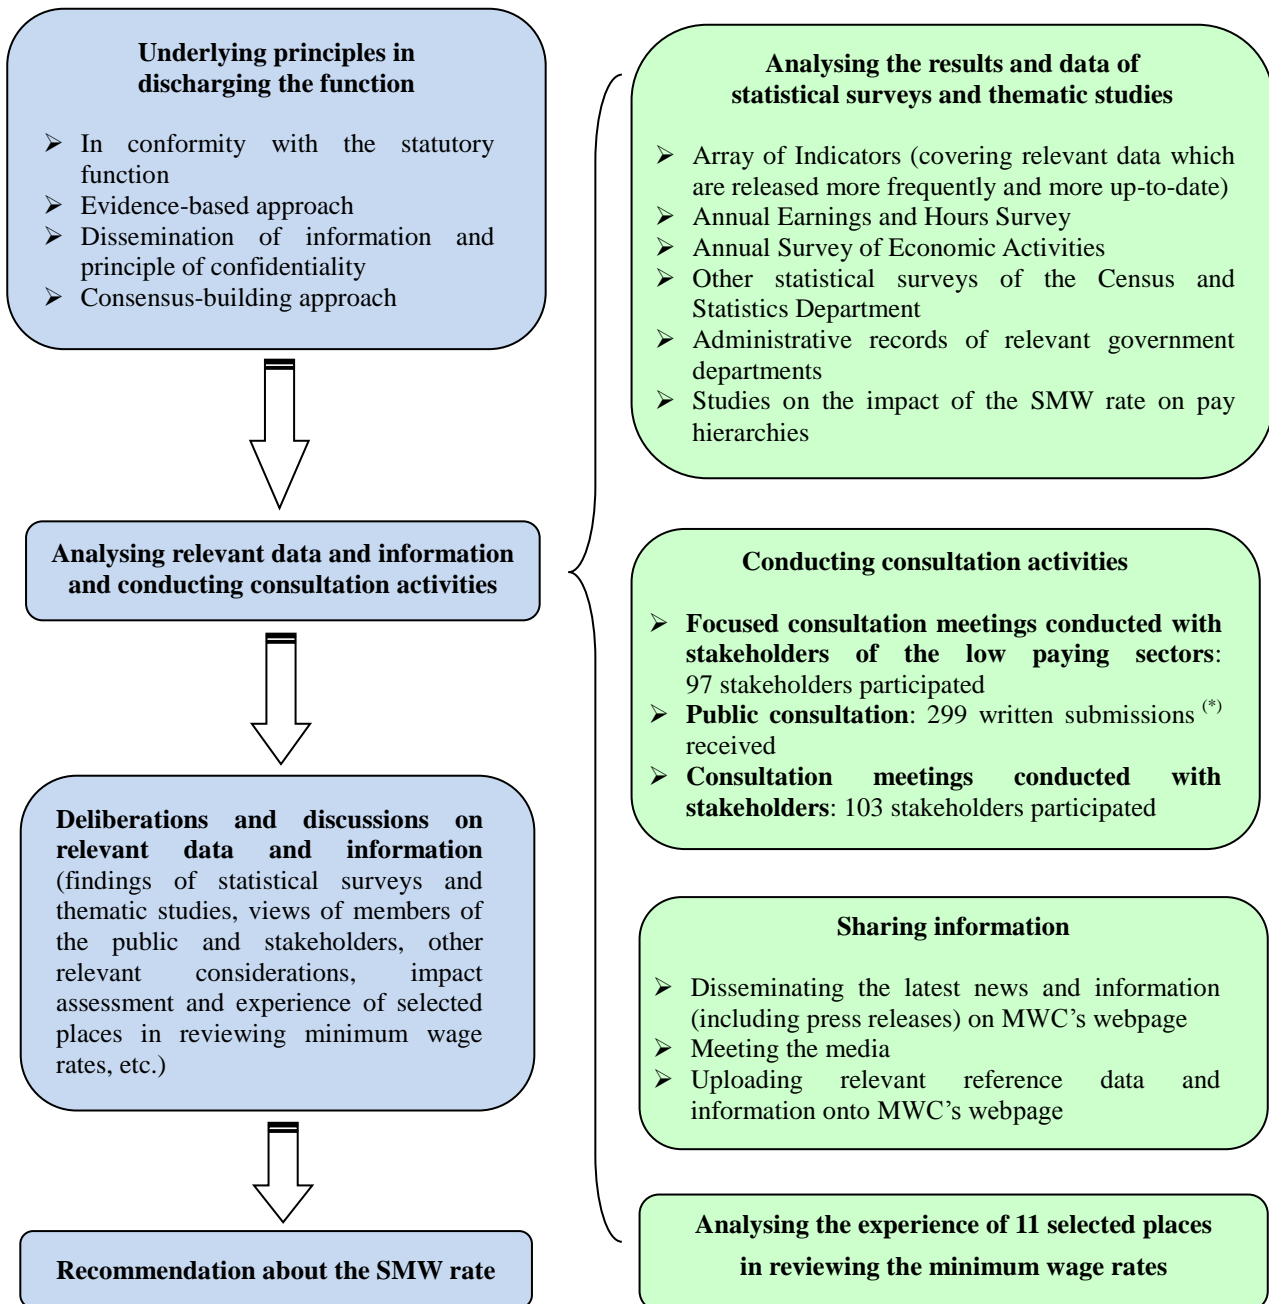 Underlying principles in
discharging the function
➢ In conformity with the statutory
function
➢ Evidence-based approach
➢ Dissemination of information and
principle of confidentiality
➢ Consensus-building approach
Analysing relevant data and information
and conducting consultation activities
Deliberations and discussions on
relevant data and information
(findings of statistical surveys and
thematic studies, views of members of
the public and stakeholders, other
relevant considerations, impact
assessment and experience of selected
places in reviewing minimum wage
rates, etc.)
Recommendation about the SMW rate
Analysing the results and data of
statistical surveys and thematic studies
➢ Array of Indicators (covering relevant data which
are released more frequently and more up-to-date)
➢ Annual Earnings and Hours Survey
➢ Annual Survey of Economic Activities
➢ Other statistical surveys of the Census and
Statistics Department
➢ Administrative records of relevant government
departments
➢ Studies on the impact of the SMW rate on pay
hierarchies
Conducting consultation activities
➢ Focused consultation meetings conducted with
stakeholders of the low paying sectors:
97 stakeholders participated
➢ Public consultation: 299 written submissions (*)
received
➢ Consultation meetings conducted with
stakeholders: 103 stakeholders participated
Sharing information
➢ Disseminating the latest news and information
(including press releases) on MWC's webpage
➢ Meeting the media
➢ Uploading relevant reference data and
information onto MWC's webpage
Analysing the experience of 11 selected places
in reviewing the minimum wage rates